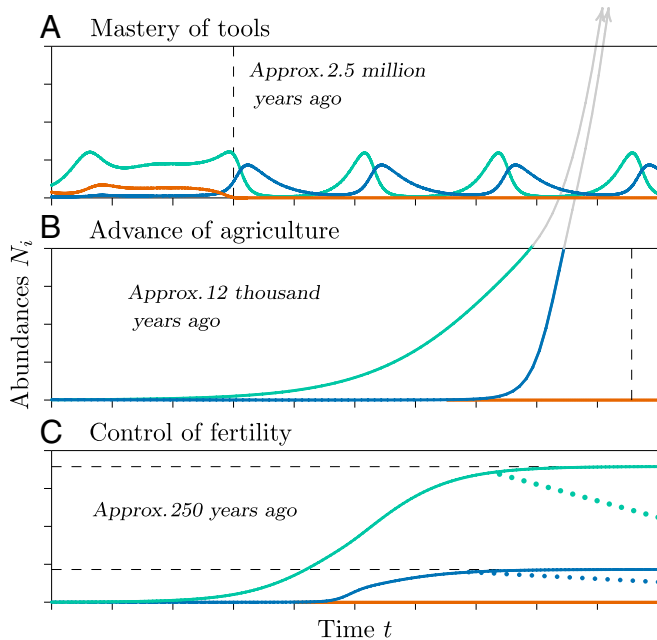 A Mastery of tools
Approx. 2.5 million
years ago
B Advance of agriculture
Approx. 12 thousand
years ago
Abundances N_i
C Control of fertility
Approx. 250 years ago
Time t